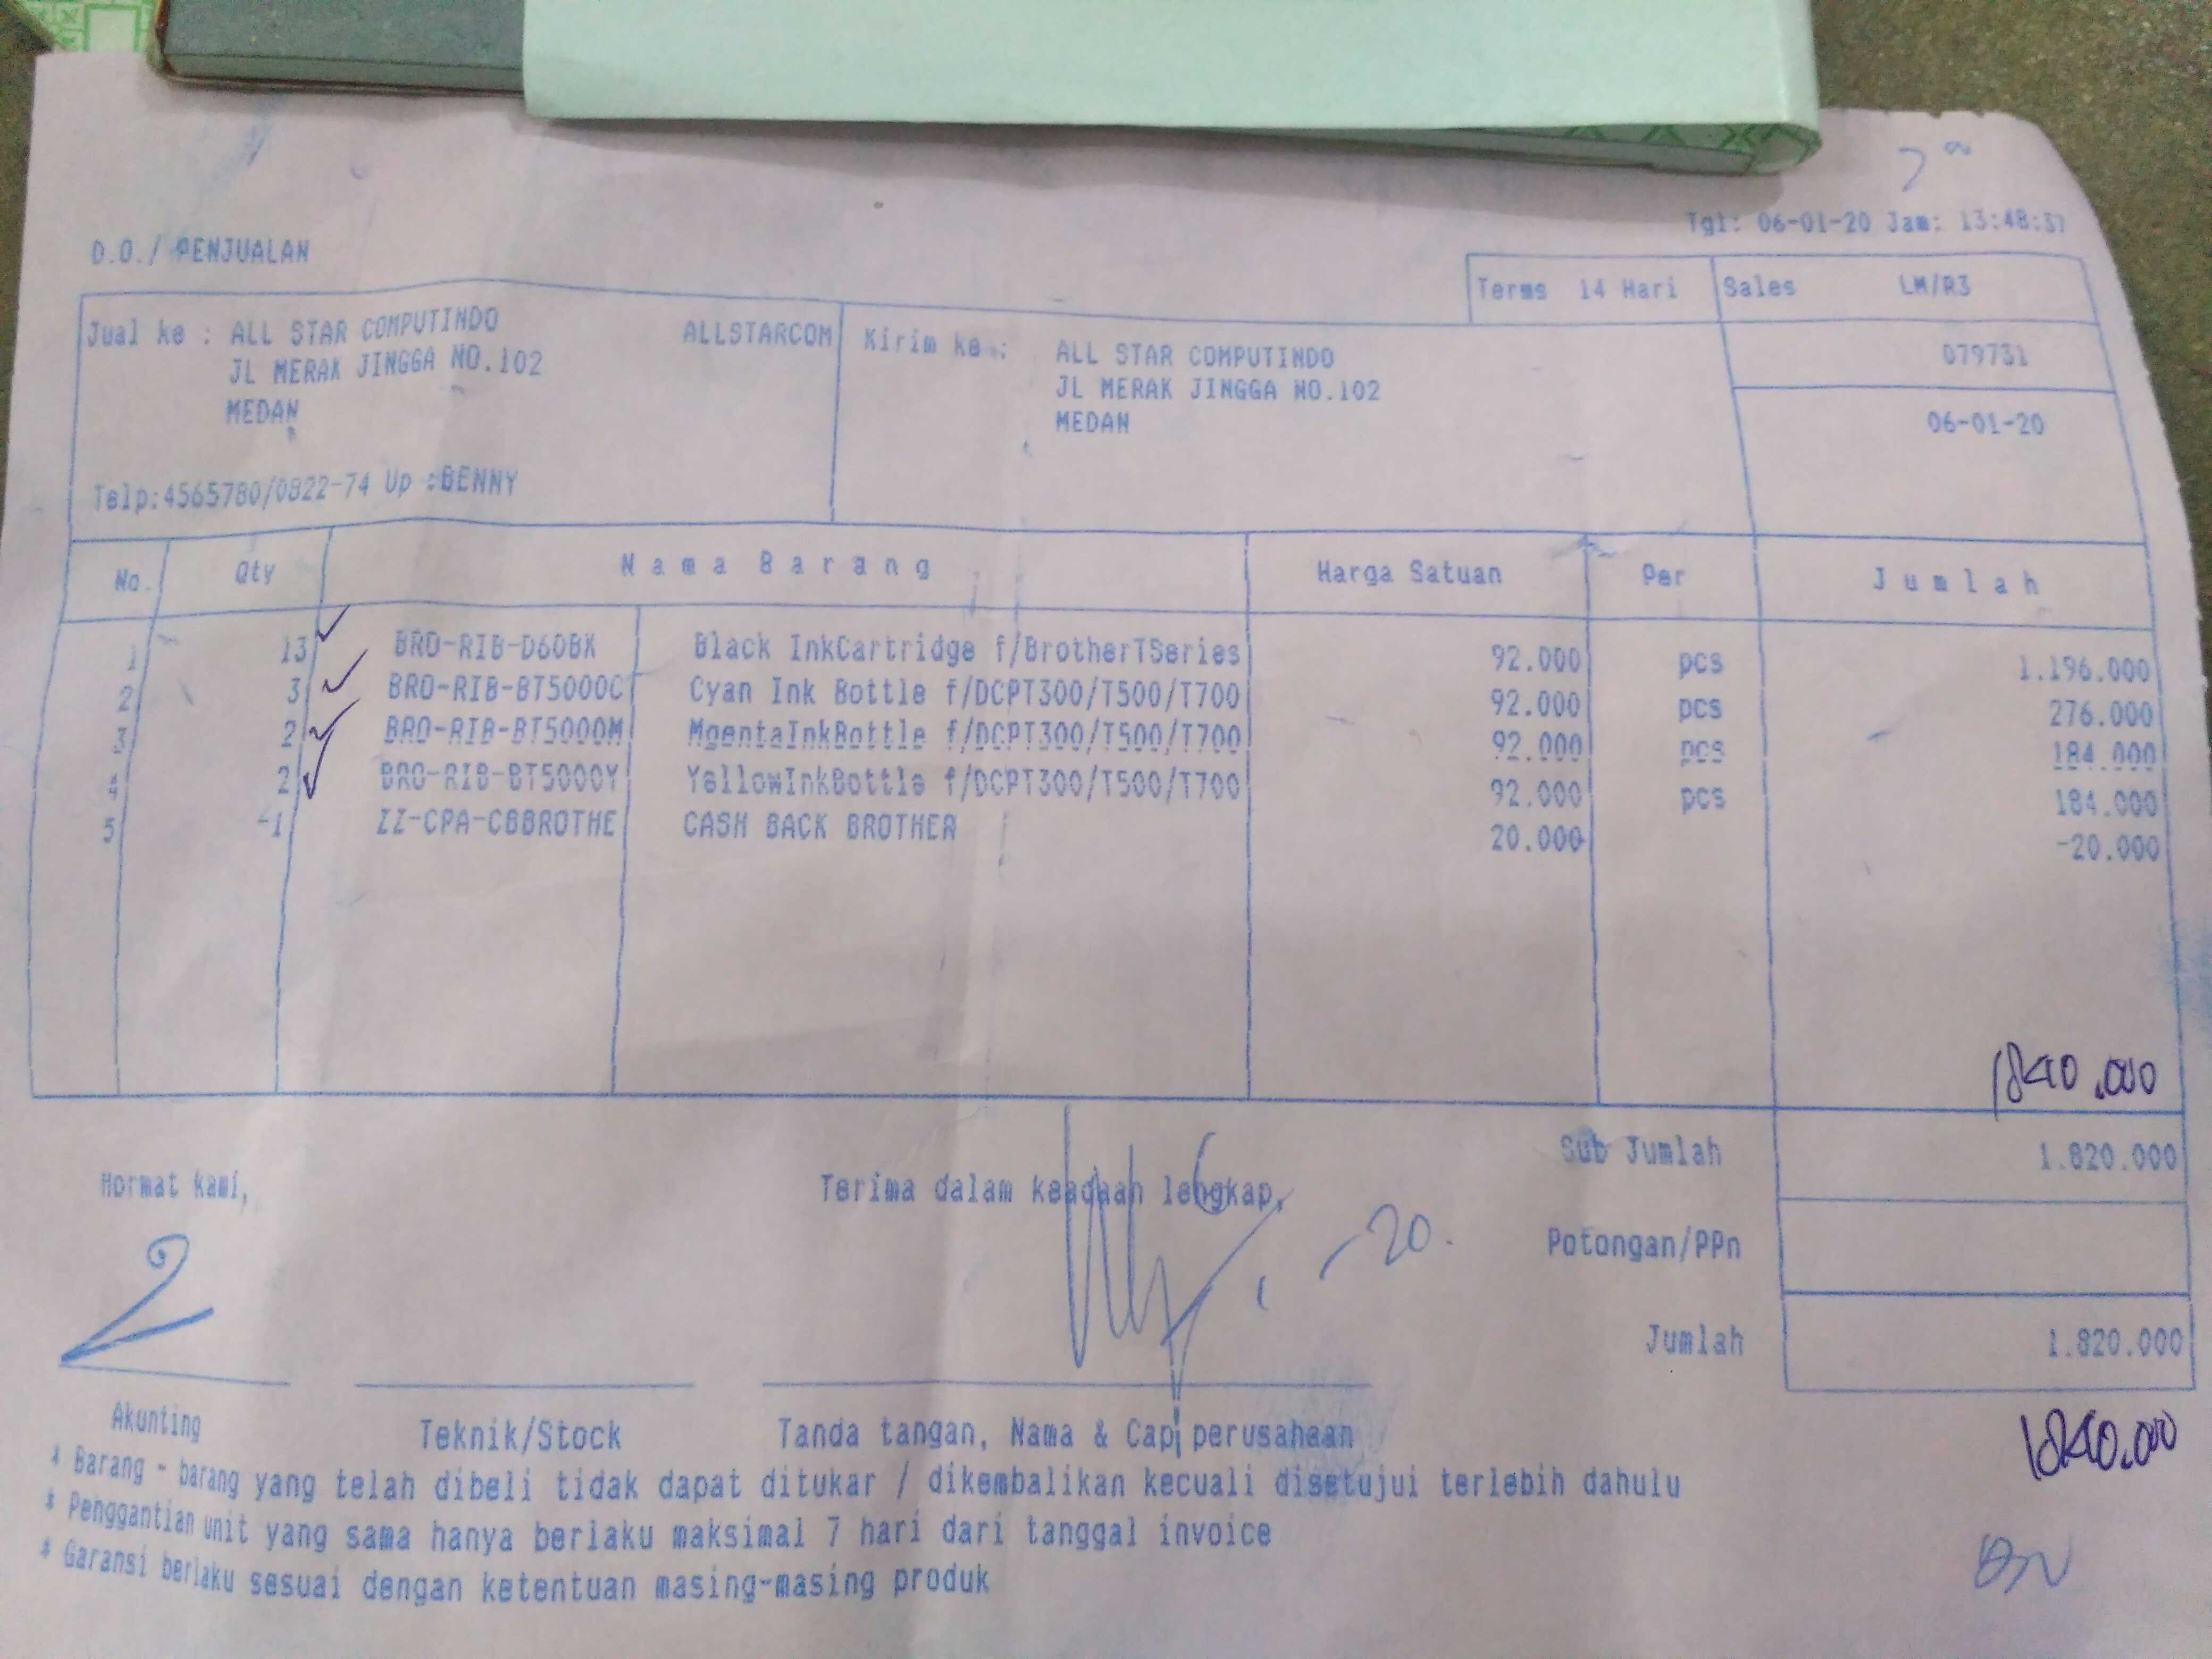 Tgl: 06-01-20 Jam: 13:48:37
D.O./ PENJUALAN
Terms 14 Hari Sales LM/R3
Jual ke : ALL STAR COMPUTINDO ALLSTARCOM Kirim ke : ALL STAR COMPUTINDO 079731
JL MERAK JINGGA NO.102 JL MERAK JINGGA NO.102
MEDAN MEDAN 06-01-20
Telp:4565780/0822-74 Up :BENNY
No. Qty Nama Barang Harga Satuan Per Jumlah
1 13 BRO-RIB-D60BK Black InkCartridge f/BrotherTSeries 92.000 pcs 1.196.000
2 3 BRO-RIB-BT5000C Cyan Ink Bottle f/DCPT300/T500/T700 92.000 pcs 276.000
3 2 BRO-RIB-BT5000M MgentaInkBottle f/DCPT300/T500/T700 92.000 pcs 184.000
4 2 BRO-RIB-BT5000Y YellowInkBottle f/DCPT300/T500/T700 92.000 pcs 184.000
5 -1 ZZ-CPA-CBBROTHE CASH BACK BROTHER 20.000 -20.000
1840.000
Sub Jumlah 1.820.000
Hormat kami, Terima dalam keadaan lengkap,
-20.
Potongan/PPn
Jumlah 1.820.000
Akunting Teknik/Stock Tanda tangan, Nama & Cap perusahaan
1840.000
* Barang - barang yang telah dibeli tidak dapat ditukar / dikembalikan kecuali disetujui terlebih dahulu
* Penggantian unit yang sama hanya berlaku maksimal 7 hari dari tanggal invoice
* Garansi berlaku sesuai dengan ketentuan masing-masing produk